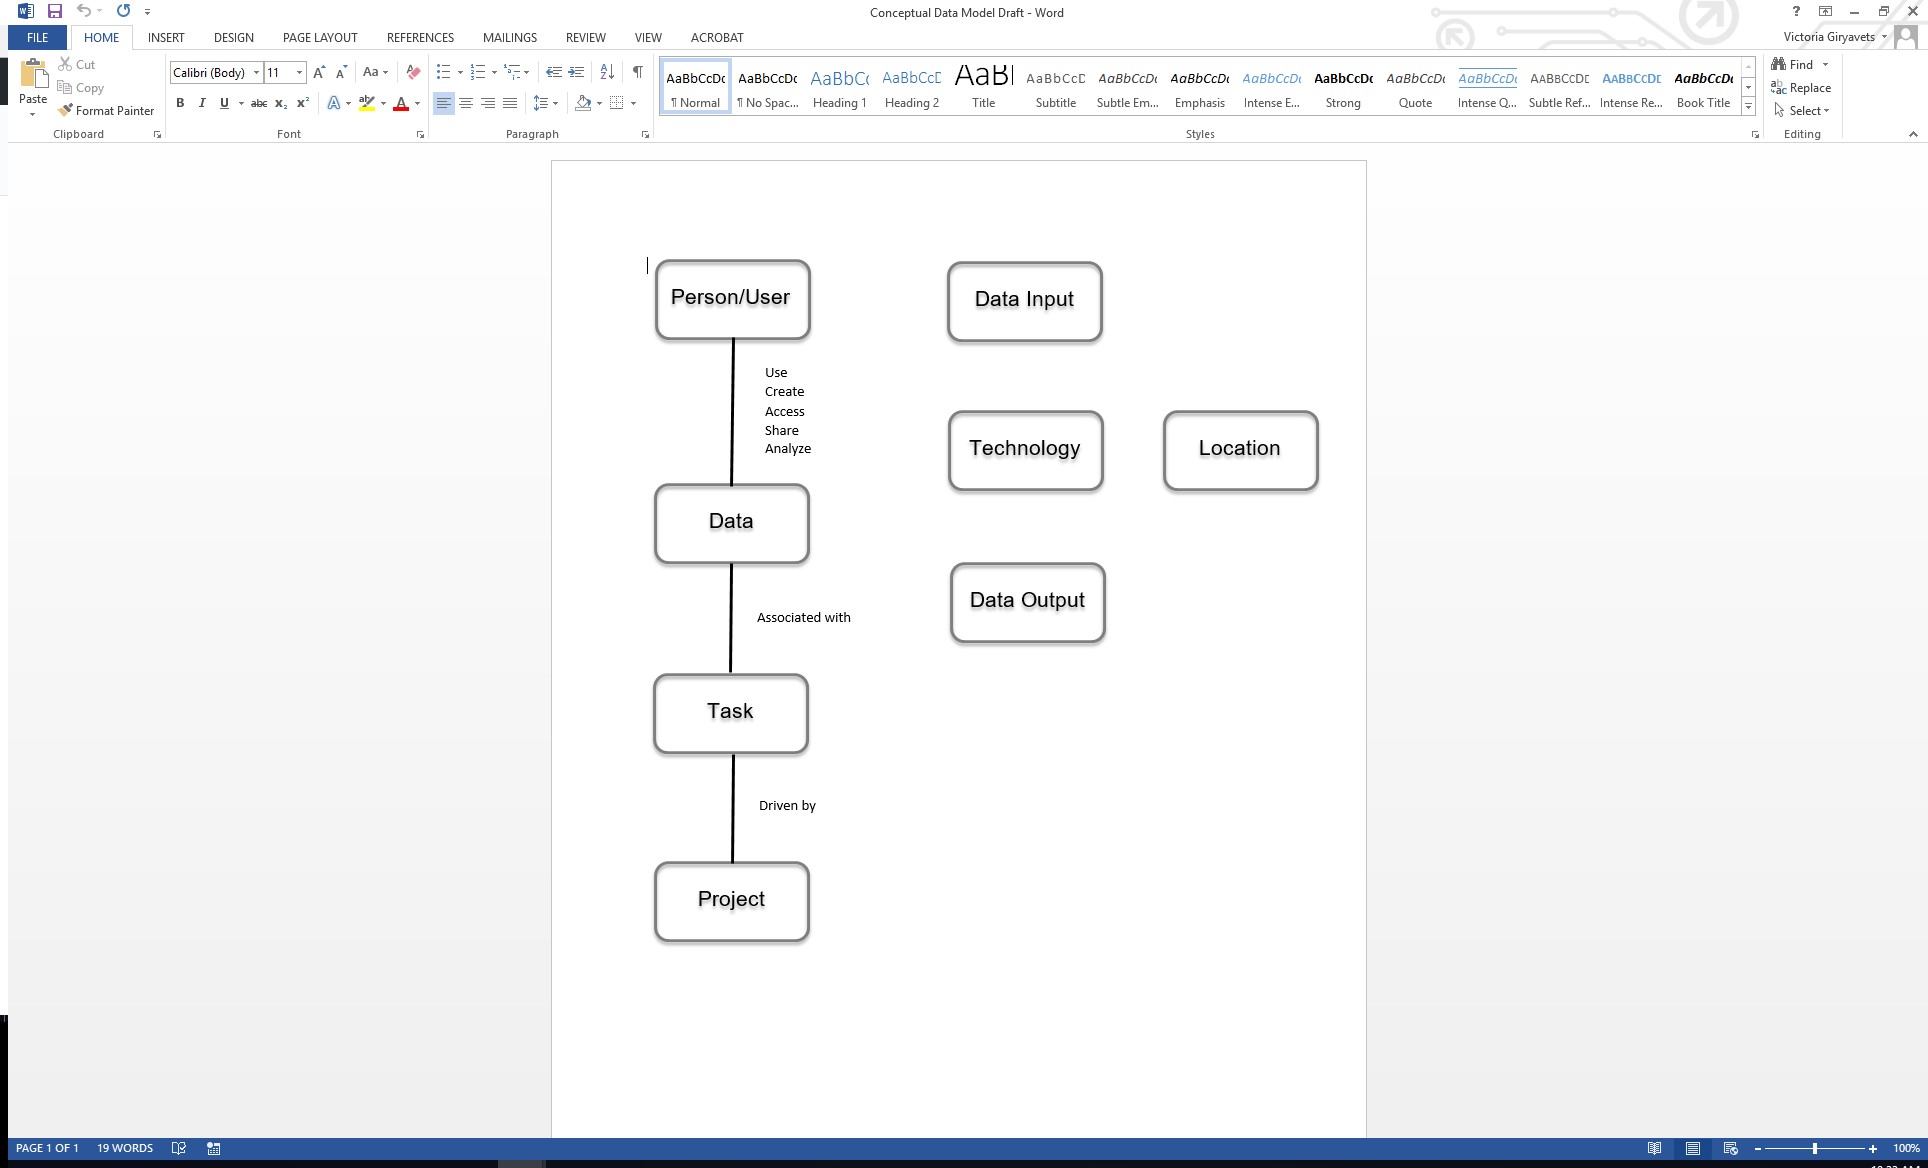 Conceptual Data Model Draft - Word
?
FILE HOME INSERT DESIGN PAGE LAYOUT REFERENCES MAILINGS REVIEW VIEW ACROBAT
Victoria Giryavets
Paste
Cut
Copy
Format Painter
Clipboard
Calibri (Body) 11
Aa
B I U abc x₂ x² A ab A
Font
Paragraph
AaBbCcDc AaBbCcDc AaBbC AaBbCcD AaBl AaBbCcD AaBbCcDc AaBbCcDc AaBbCcDc AaBbCcDc AaBbCcDc AaBbCcDc AABBCCDE AABBCCDE AaBbCcDc
¶ Normal ¶ No Spac... Heading 1 Heading 2 Title Subtitle Subtle Em... Emphasis Intense E... Strong Quote Intense Q... Subtle Ref... Intense Re... Book Title
Styles
Find
Replace
Select
Editing
Person/User
Data Input
Use
Create
Access
Share
Analyze
Technology
Location
Data
Data Output
Associated with
Task
Driven by
Project
PAGE 1 OF 1 19 WORDS
100%